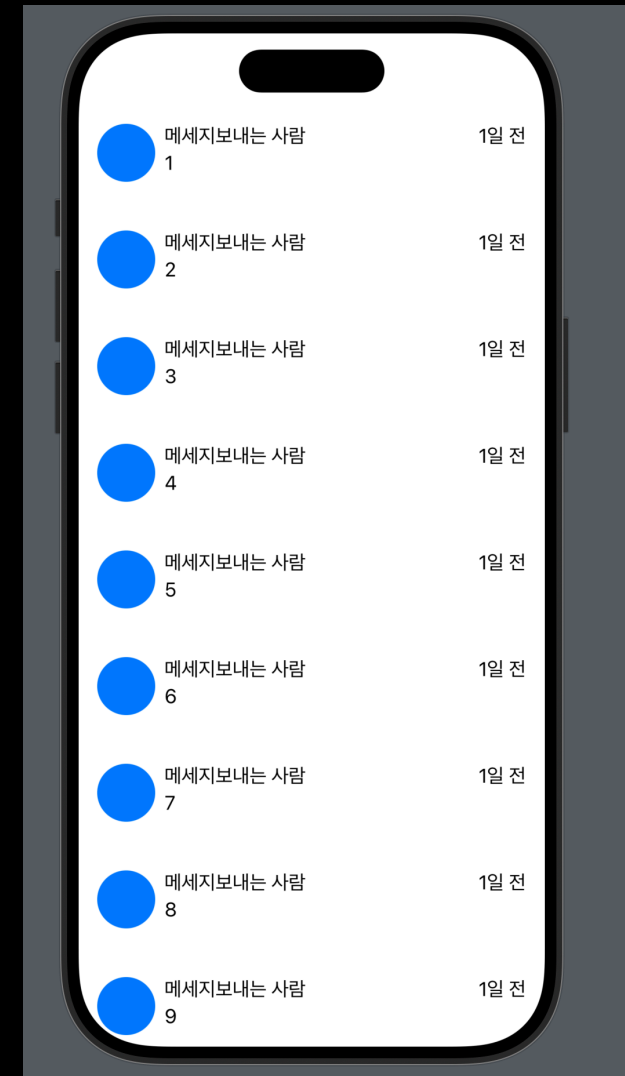 메세지보내는 사람 1일 전
1
메세지보내는 사람 1일 전
2
메세지보내는 사람 1일 전
3
메세지보내는 사람 1일 전
4
메세지보내는 사람 1일 전
5
메세지보내는 사람 1일 전
6
메세지보내는 사람 1일 전
7
메세지보내는 사람 1일 전
8
메세지보내는 사람 1일 전
9